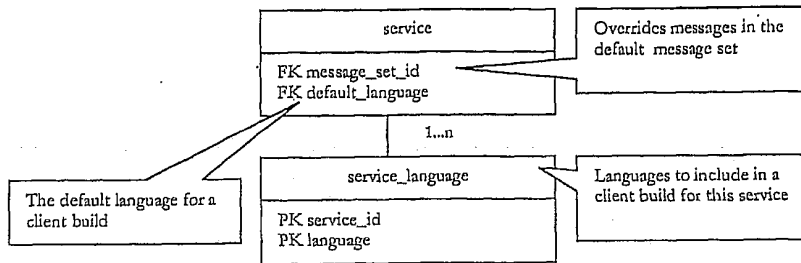 service
FK message_set_id
FK default_language
Overrides messages in the
default message set
1...n
The default language for a
client build
service_language
PK service_id
PK language
Languages to include in a
client build for this service